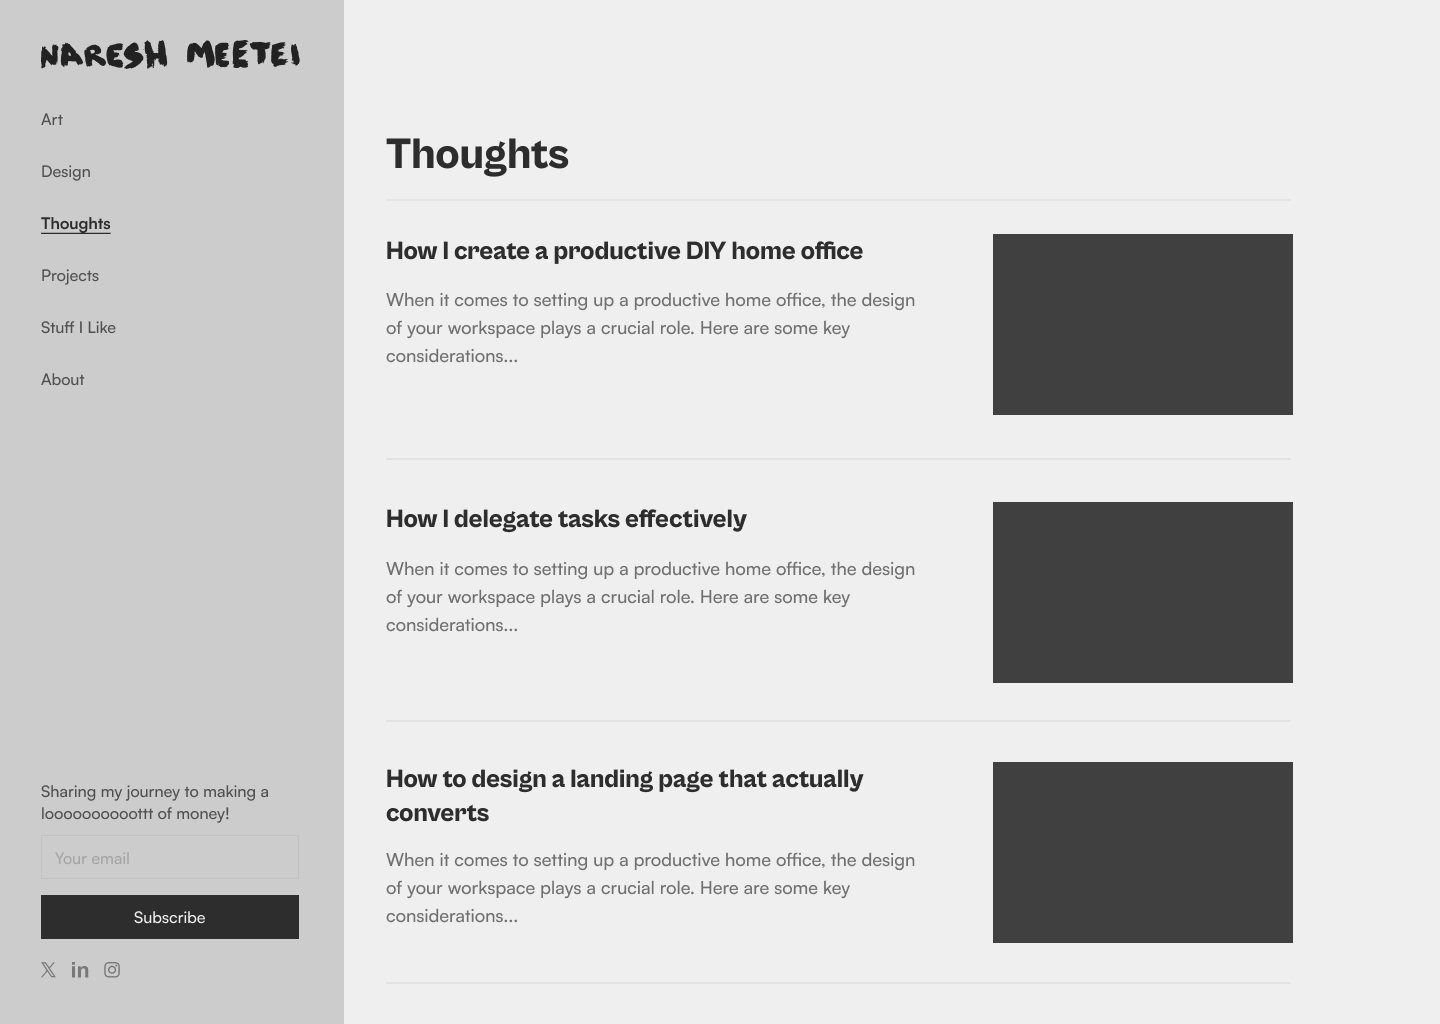 NARESH MEETEI
Art
Design
Thoughts
Projects
Stuff I Like
About
Sharing my journey to making a
loooooooooottt of money!
Your email
Subscribe
𝕏 in
Thoughts
How I create a productive DIY home office
When it comes to setting up a productive home office, the design
of your workspace plays a crucial role. Here are some key
considerations...
How I delegate tasks effectively
When it comes to setting up a productive home office, the design
of your workspace plays a crucial role. Here are some key
considerations...
How to design a landing page that actually
converts
When it comes to setting up a productive home office, the design
of your workspace plays a crucial role. Here are some key
considerations...